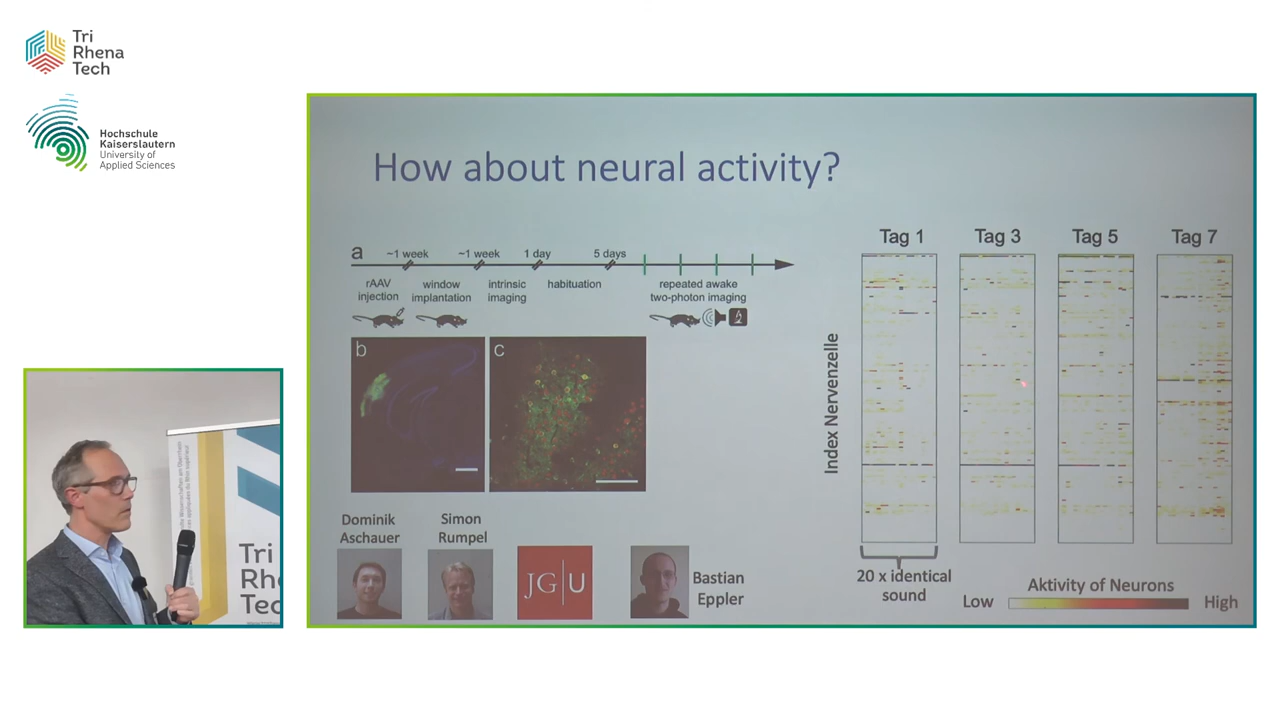 Tri
Rhena
Tech
Hochschule
Kaiserslautern
University of
Applied Sciences
How about neural activity?
a
~1 week
~1 week
1 day
5 days
rAAV
injection
window
implantation
intrinsic
imaging
habituation
repeated awake
two-photon imaging
b
c
Dominik
Aschauer
Simon
Rumpel
JG|U
Bastian
Eppler
Tag 1
Tag 3
Tag 5
Tag 7
Index Nervenzelle
20 x identical
sound
Aktivity of Neurons
Low
High
Tri
Rhe
Tec